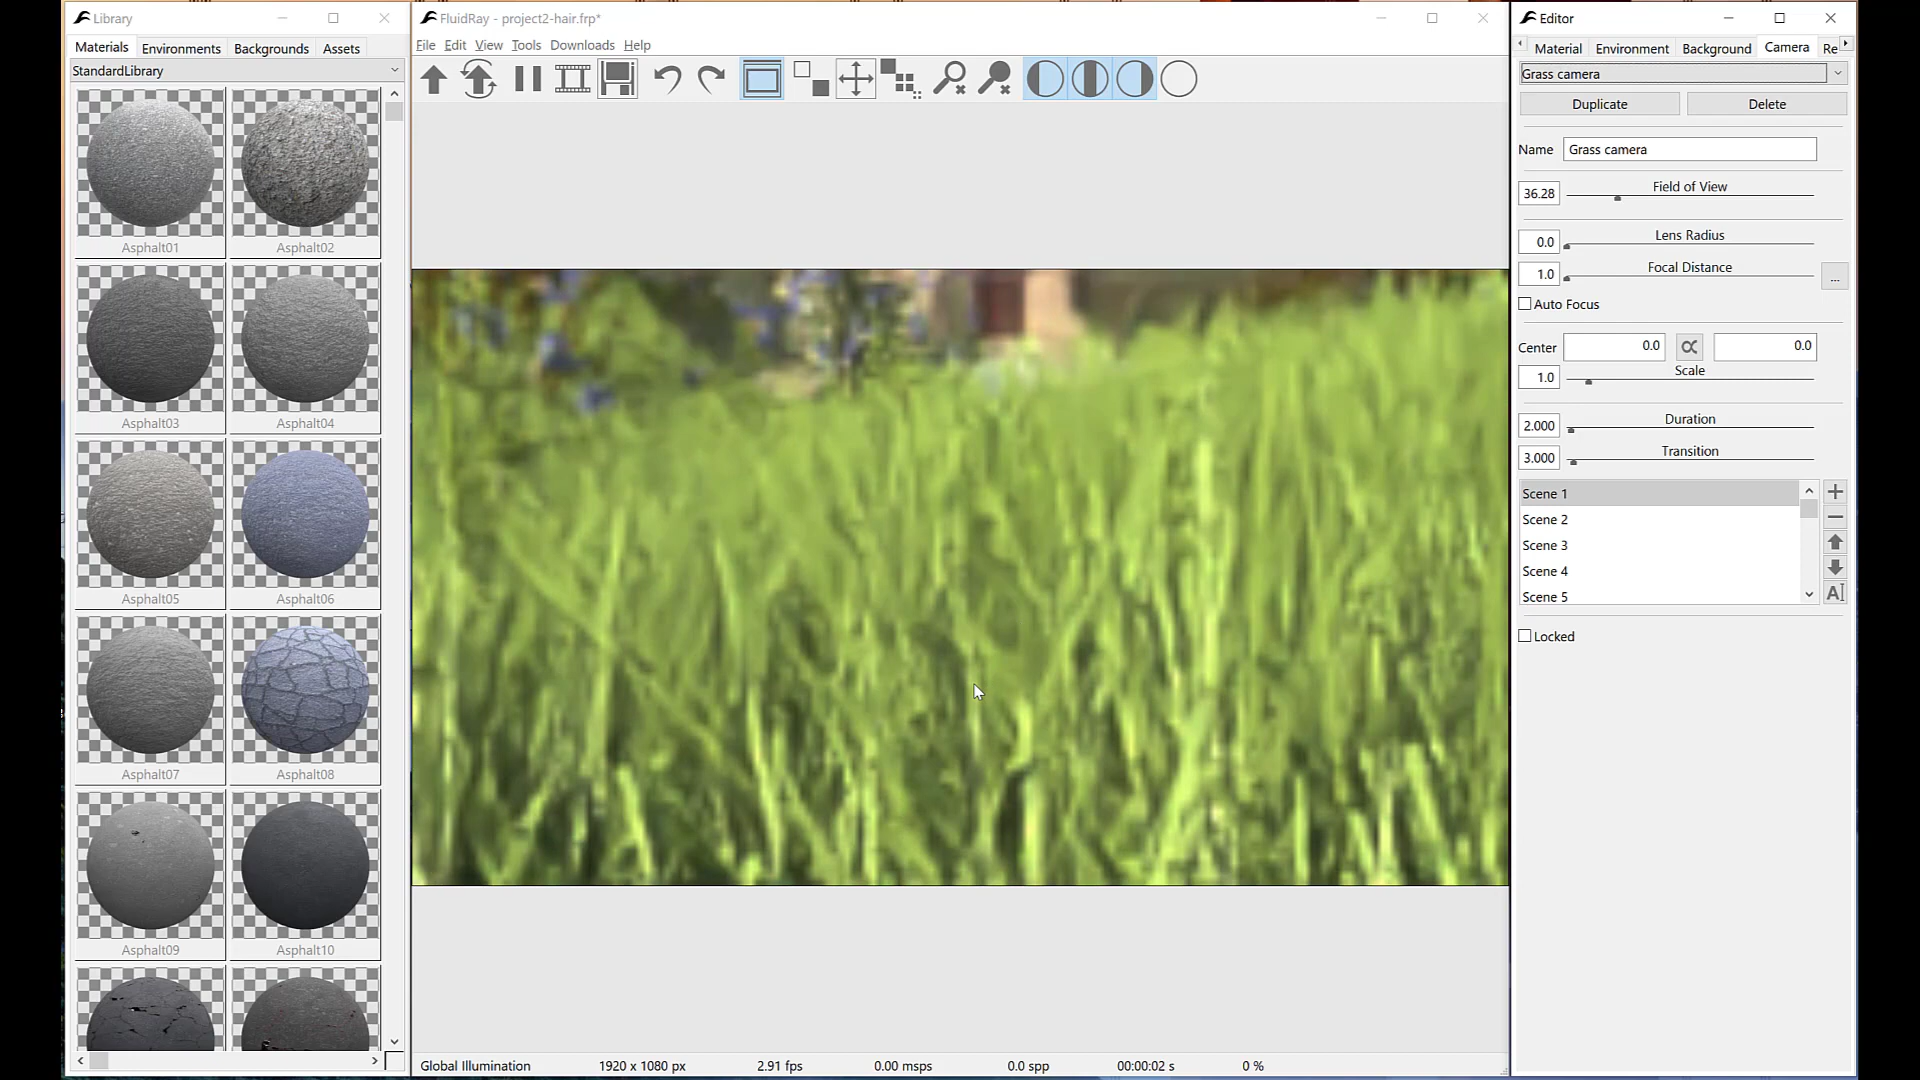 Library
Materials Environments Backgrounds Assets
StandardLibrary
Asphalt01 Asphalt02
Asphalt03 Asphalt04
Asphalt05 Asphalt06
Asphalt07 Asphalt08
Asphalt09 Asphalt10
FluidRay - project2-hair.frp*
File Edit View Tools Downloads Help
Global Illumination 1920 x 1080 px 2.91 fps 0.00 msps 0.0 spp 00:00:02 s 0 %
Editor
Material Environment Background Camera Re
Grass camera
Duplicate Delete
Name Grass camera
36.28 Field of View
0.0 Lens Radius
1.0 Focal Distance ...
Auto Focus
Center 0.0 0.0
1.0 Scale
2.000 Duration
3.000 Transition
Scene 1
Scene 2
Scene 3
Scene 4
Scene 5
A
Locked